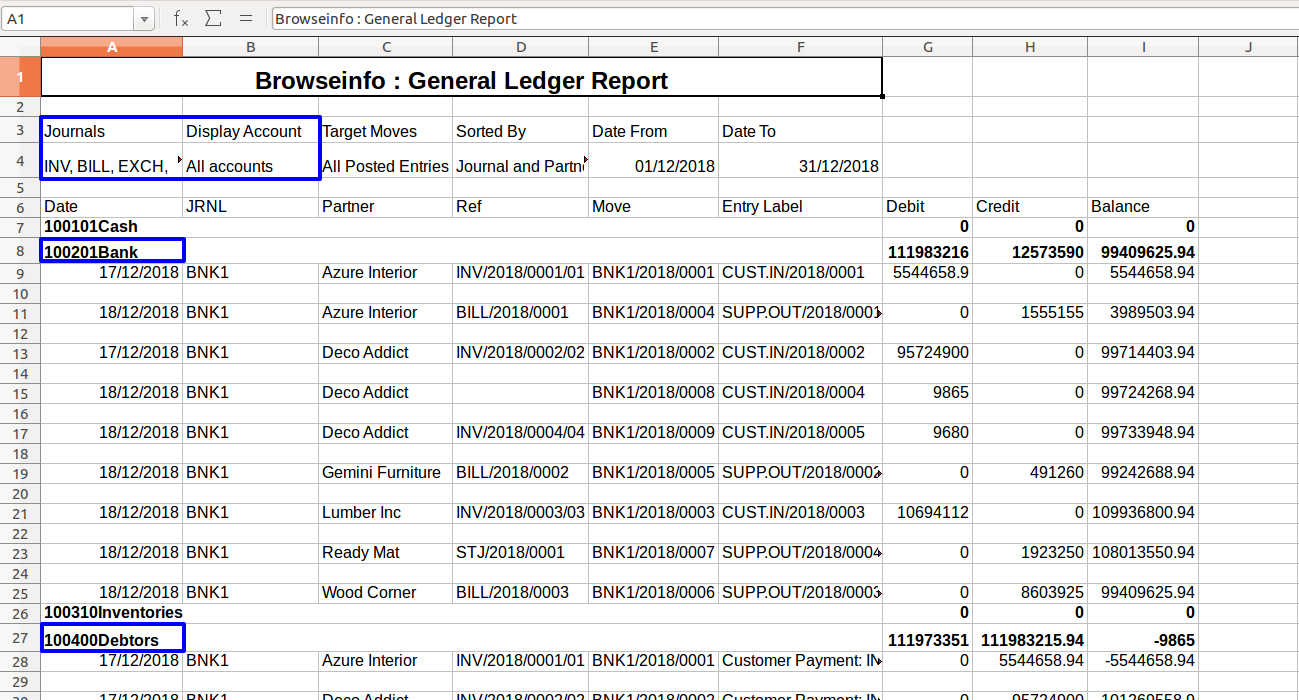 A1 fx Σ = Browseinfo : General Ledger Report
A B C D E F G H I J
1 Browseinfo : General Ledger Report
2
3 Journals Display Account Target Moves Sorted By Date From Date To
4 INV, BILL, EXCH, All accounts All Posted Entries Journal and Partn 01/12/2018 31/12/2018
5
6 Date JRNL Partner Ref Move Entry Label Debit Credit Balance
7 100101Cash 0 0 0
8 100201Bank 111983216 12573590 99409625.94
9 17/12/2018 BNK1 Azure Interior INV/2018/0001/01 BNK1/2018/0001 CUST.IN/2018/0001 5544658.9 0 5544658.94
10
11 18/12/2018 BNK1 Azure Interior BILL/2018/0001 BNK1/2018/0004 SUPP.OUT/2018/0001 0 1555155 3989503.94
12
13 17/12/2018 BNK1 Deco Addict INV/2018/0002/02 BNK1/2018/0002 CUST.IN/2018/0002 95724900 0 99714403.94
14
15 18/12/2018 BNK1 Deco Addict BNK1/2018/0008 CUST.IN/2018/0004 9865 0 99724268.94
16
17 18/12/2018 BNK1 Deco Addict INV/2018/0004/04 BNK1/2018/0009 CUST.IN/2018/0005 9680 0 99733948.94
18
19 18/12/2018 BNK1 Gemini Furniture BILL/2018/0002 BNK1/2018/0005 SUPP.OUT/2018/0002 0 491260 99242688.94
20
21 18/12/2018 BNK1 Lumber Inc INV/2018/0003/03 BNK1/2018/0003 CUST.IN/2018/0003 10694112 0 109936800.94
22
23 18/12/2018 BNK1 Ready Mat STJ/2018/0001 BNK1/2018/0007 SUPP.OUT/2018/0004 0 1923250 108013550.94
24
25 18/12/2018 BNK1 Wood Corner BILL/2018/0003 BNK1/2018/0006 SUPP.OUT/2018/0003 0 8603925 99409625.94
26 100310Inventories 0 0 0
27 100400Debtors 111973351 111983215.94 -9865
28 17/12/2018 BNK1 Azure Interior INV/2018/0001/01 BNK1/2018/0001 Customer Payment: IN 0 5544658.94 -5544658.94
29
17/12/2018 BNK1 Deco Addict INV/2018/0002/02 BNK1/2018/0002 Customer Payment: IN 0 95724900 -101269558.9